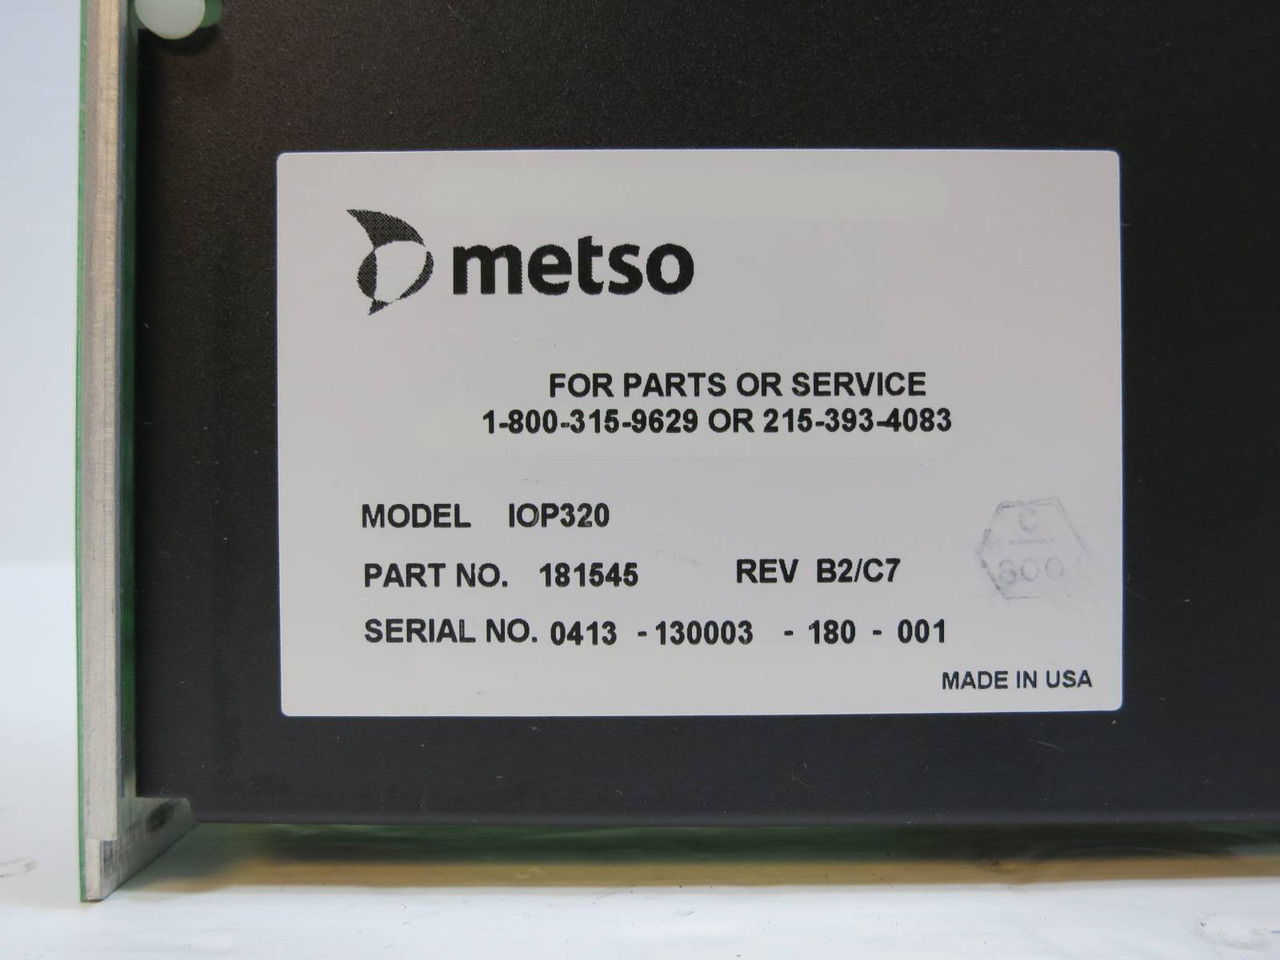 metso
FOR PARTS OR SERVICE
1-800-315-9629 OR 215-393-4083
MODEL IOP320
PART NO. 181545 REV B2/C7
C
800
SERIAL NO. 0413 - 130003 - 180 - 001
MADE IN USA